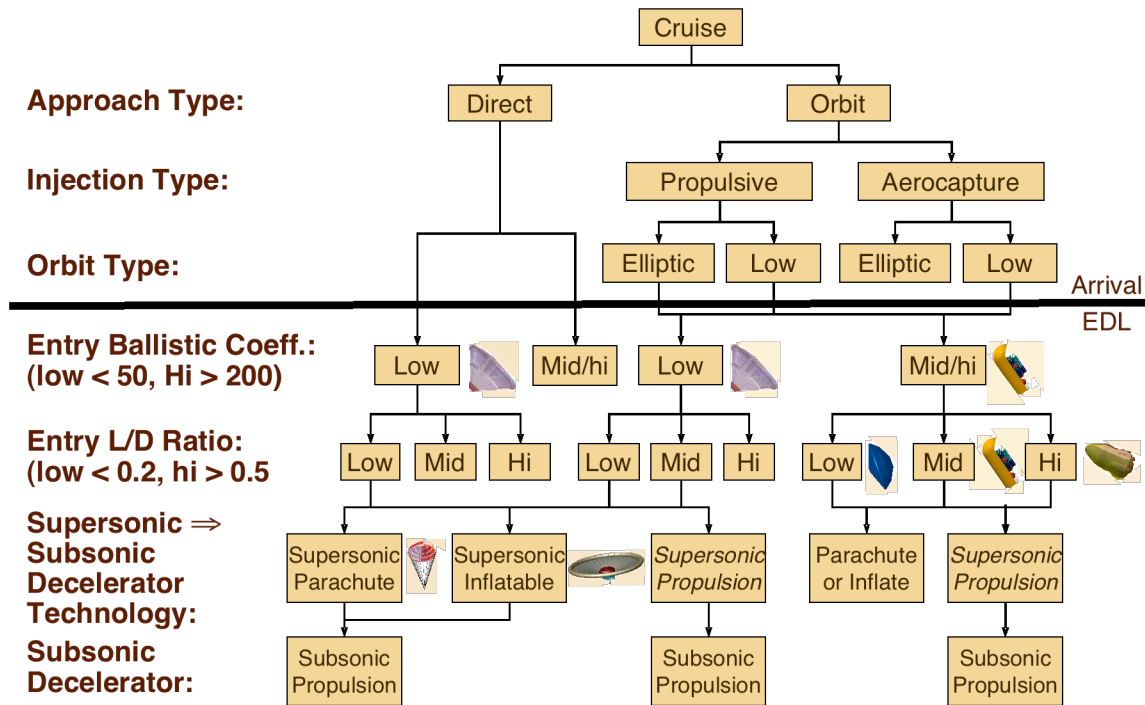 Cruise
Approach Type:
Direct
Orbit
Injection Type:
Propulsive
Aerocapture
Orbit Type:
Elliptic
Low
Elliptic
Low
Arrival
EDL
Entry Ballistic Coeff.:
(low < 50, Hi > 200)
Low
Mid/hi
Low
Mid/hi
Entry L/D Ratio:
(low < 0.2, hi > 0.5
Low
Mid
Hi
Low
Mid
Hi
Low
Mid
Hi
Supersonic ⇒
Subsonic
Decelerator
Technology:
Supersonic
Parachute
Supersonic
Inflatable
Supersonic
Propulsion
Parachute
or Inflate
Supersonic
Propulsion
Subsonic
Decelerator:
Subsonic
Propulsion
Subsonic
Propulsion
Subsonic
Propulsion